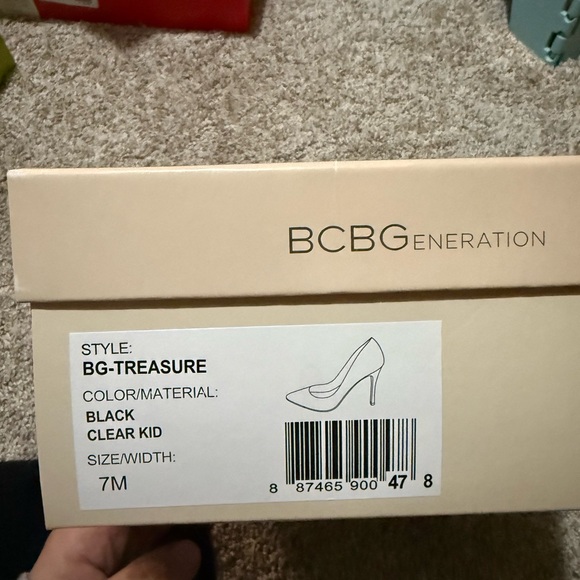 BCBGENERATION
STYLE:
BG-TREASURE
COLOR/MATERIAL:
BLACK
CLEAR KID
SIZE/WIDTH:
7M
8 87465 900 47 8